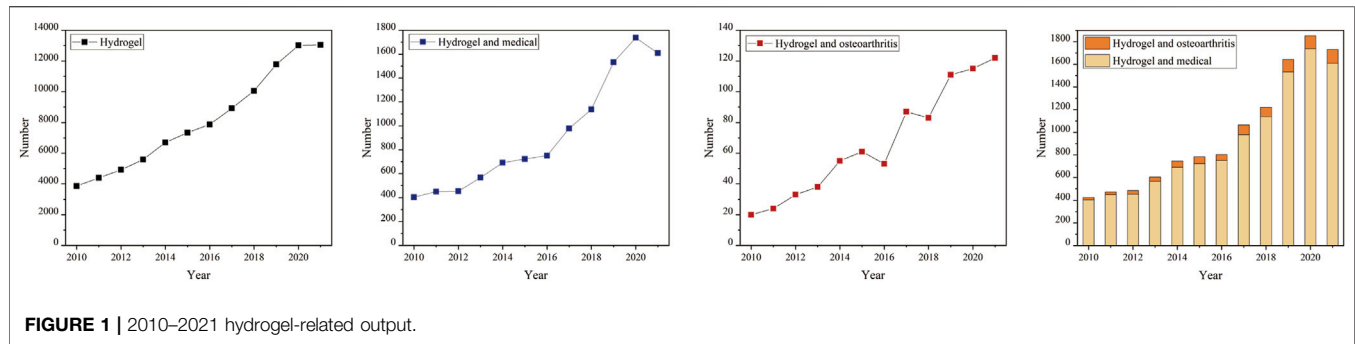 14000
12000
10000
8000
6000
4000
2000
0
Number
Hydrogel
2010 2012 2014 2016 2018 2020
Year
1800
1600
1400
1200
1000
800
600
400
200
0
Number
Hydrogel and medical
2010 2012 2014 2016 2018 2020
Year
140
120
100
80
60
40
20
0
Number
Hydrogel and osteoarthritis
2010 2012 2014 2016 2018 2020
Year
1800
1600
1400
1200
1000
800
600
400
200
0
Number
Hydrogel and osteoarthritis
Hydrogel and medical
2010 2012 2014 2016 2018 2020
Year
FIGURE 1 | 2010–2021 hydrogel-related output.